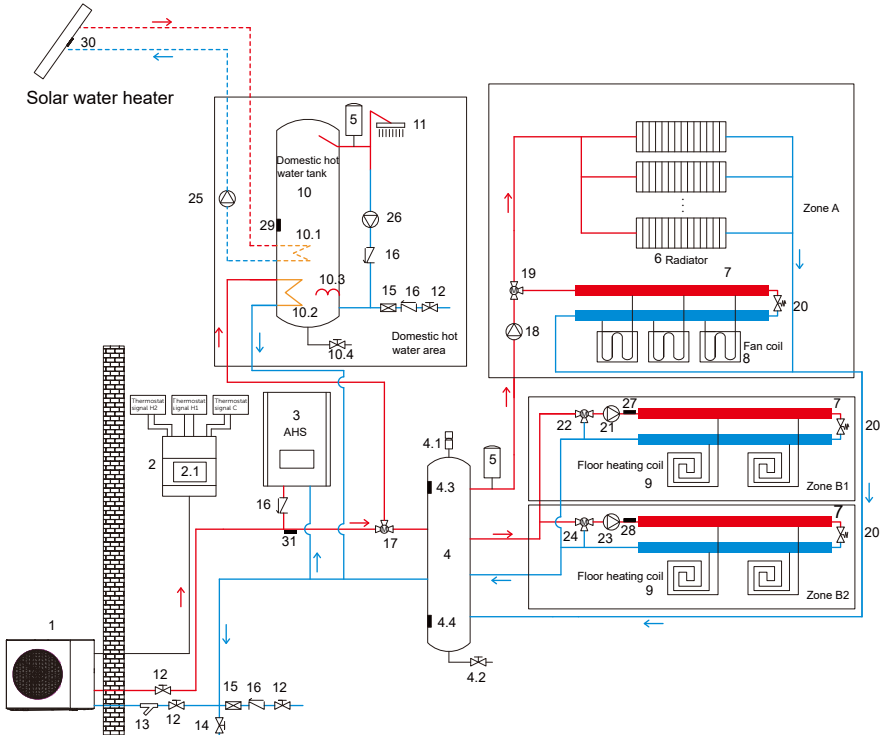 30
Solar water heater
5
11
Domestic hot
water tank
10
25
26
29
10.1
16
10.3
10.2
15
16
12
Domestic hot
water area
10.4
Zone A
6 Radiator
19
7
20
18
Fan coil
8
Thermostat
signal H2
Thermostat
signal H1
Thermostat
signal C
2
2.1
3
AHS
16
31
M
17
4.1
5
4.3
4
4.4
4.2
22
21
27
7
20
Floor heating coil
9
Zone B1
24
23
28
7
20
Floor heating coil
9
Zone B2
1
12
13
12
14
15
16
12